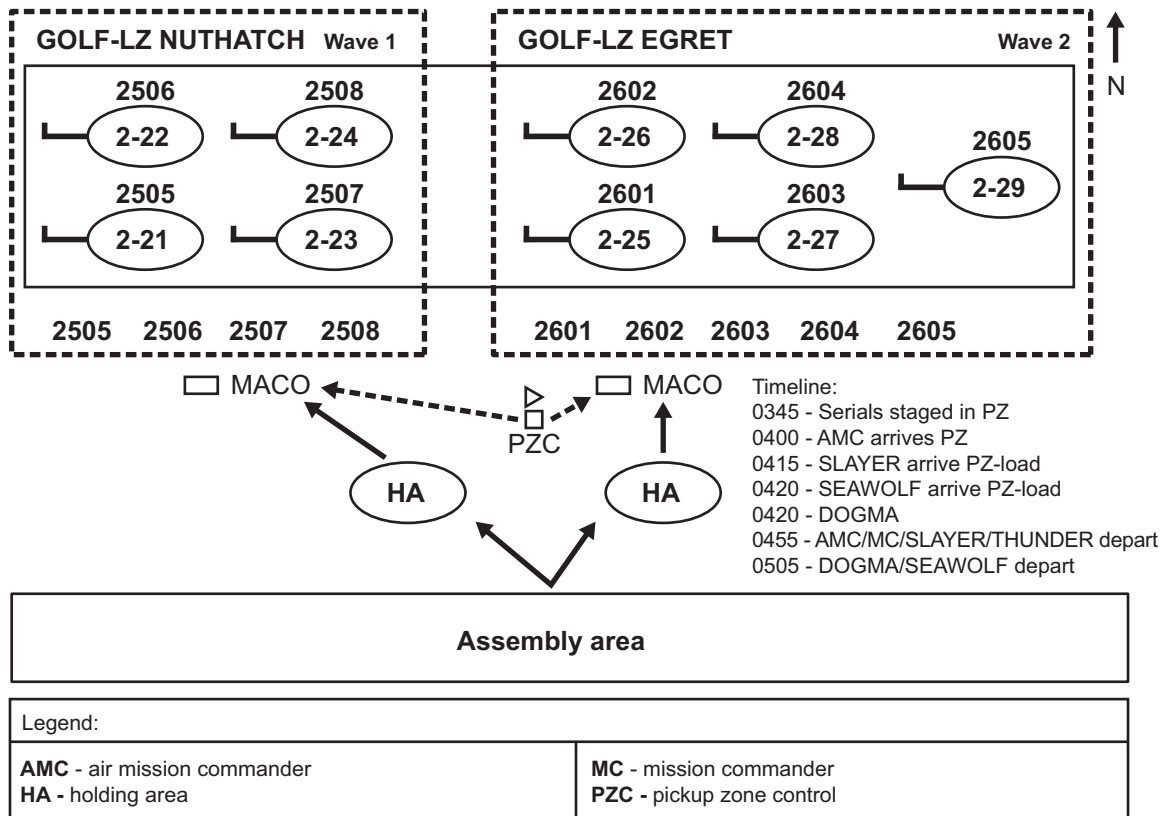 GOLF-LZ NUTHATCH Wave 1
2506 2508
2-22 2-24
2505 2507
2-21 2-23
2505 2506 2507 2508
GOLF-LZ EGRET Wave 2
2602 2604
2-26 2-28
2605
2-29
2601 2603
2-25 2-27
2601 2602 2603 2604 2605
N
MACO
MACO
PZC
HA
HA
Timeline:
0345 - Serials staged in PZ
0400 - AMC arrives PZ
0415 - SLAYER arrive PZ-load
0420 - SEAWOLF arrive PZ-load
0420 - DOGMA
0455 - AMC/MC/SLAYER/THUNDER depart
0505 - DOGMA/SEAWOLF depart
Assembly area
Legend:
AMC - air mission commander
HA - holding area
MC - mission commander
PZC - pickup zone control